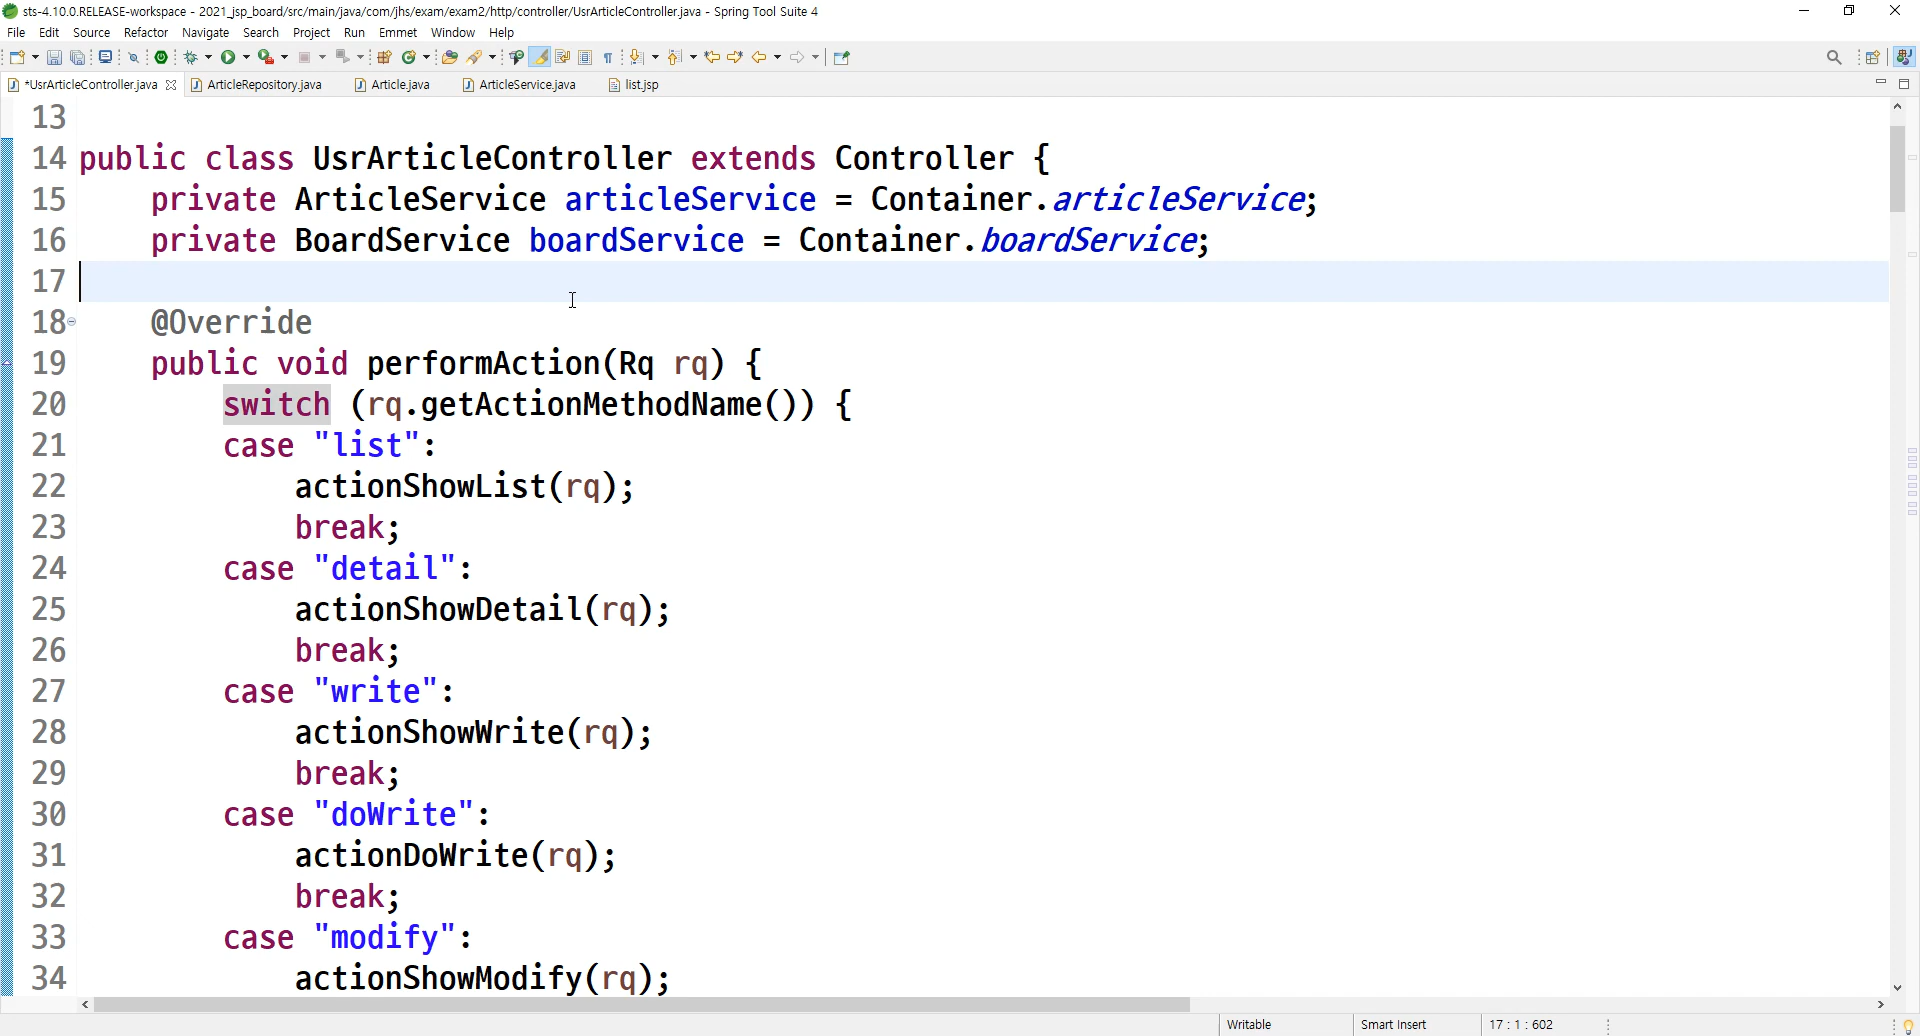 sts-4.10.0.RELEASE-workspace - 2021_jsp_board/src/main/java/com/jhs/exam/exam2/http/controller/UsrArticleController.java - Spring Tool Suite 4
File Edit Source Refactor Navigate Search Project Run Emmet Window Help
*UsrArticleController.java ArticleRepository.java Article.java ArticleService.java list.jsp
13
14 public class UsrArticleController extends Controller {
15 private ArticleService articleService = Container.articleService;
16 private BoardService boardService = Container.boardService;
17
18 @Override
19 public void performAction(Rq rq) {
20 switch (rq.getActionMethodName()) {
21 case "list":
22 actionShowList(rq);
23 break;
24 case "detail":
25 actionShowDetail(rq);
26 break;
27 case "write":
28 actionShowWrite(rq);
29 break;
30 case "doWrite":
31 actionDoWrite(rq);
32 break;
33 case "modify":
34 actionShowModify(rq);
Writable Smart Insert 17 : 1 : 602